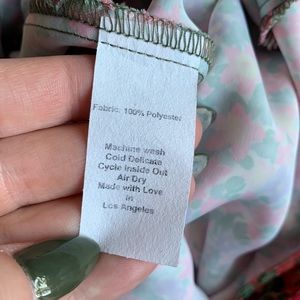 Fabric: 100% Polyester
Machine wash
Cold Delicate
Cycle Inside Out
Air Dry
Made with Love
in
Los Angeles